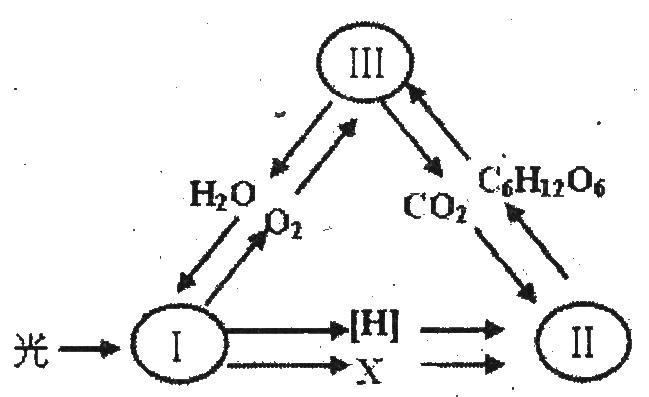 III
H₂O
O₂
CO₂
C₆H₁₂O₆
光
I
[H]
X
II